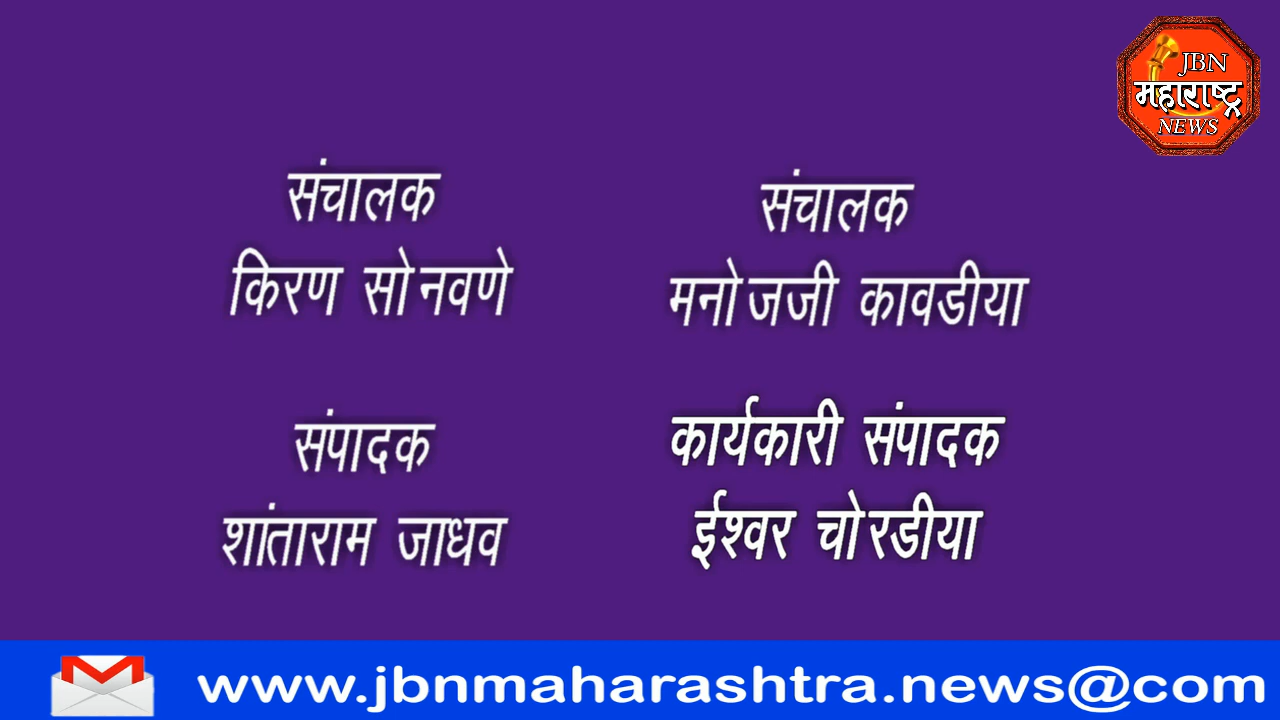 JBN
महाराष्ट्र
NEWS
संचालक
किरण सोनवणे
संचालक
मनोजजी कावडीया
संपादक
शांताराम जाधव
कार्यकारी संपादक
ईश्वर चोरडीया
www.jbnmaharashtra.news@com